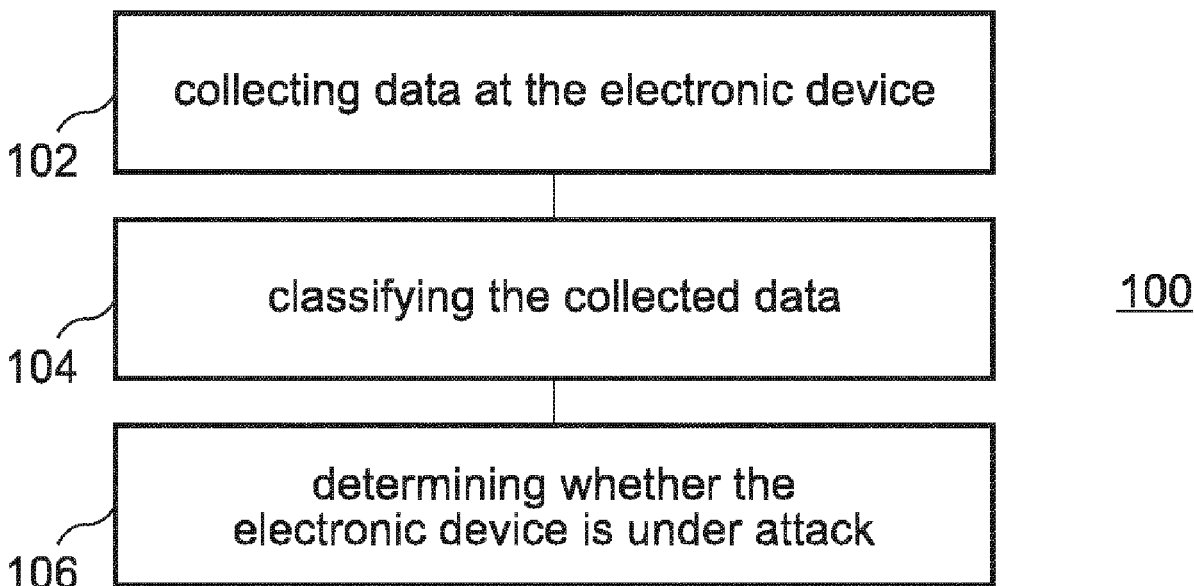 collecting data at the electronic device
102
classifying the collected data
100
104
determining whether the
electronic device is under attack
106